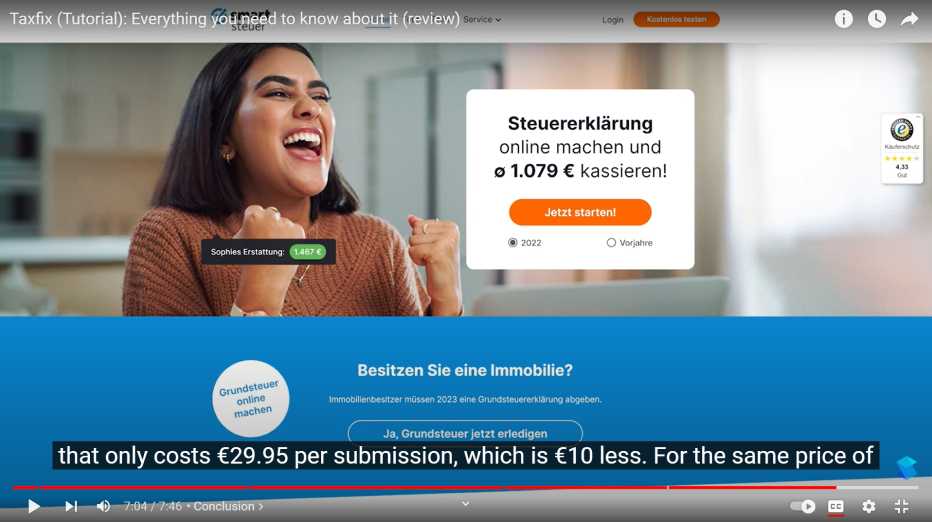 Taxfix (Tutorial): Everything you need to know about it (review)
smart
steuer
Service
Login
Kostenlos testen
Steuererklärung
online machen und
ø 1.079 € kassieren!
Jetzt starten!
2022
Vorjahre
Käuferschutz
4,33
Gut
Sophies Erstattung: 1.467 €
Grundsteuer
online
machen
Besitzen Sie eine Immobilie?
Immobilienbesitzer müssen 2023 eine Grundsteuererklärung abgeben.
Ja, Grundsteuer jetzt erledigen
that only costs €29.95 per submission, which is €10 less. For the same price of
7:04 / 7:46 • Conclusion
CC